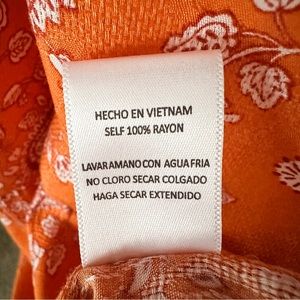 HECHO EN VIETNAM
SELF 100% RAYON
LAVAR A MANO CON AGUA FRIA
NO CLORO SECAR COLGADO
HAGA SECAR EXTENDIDO